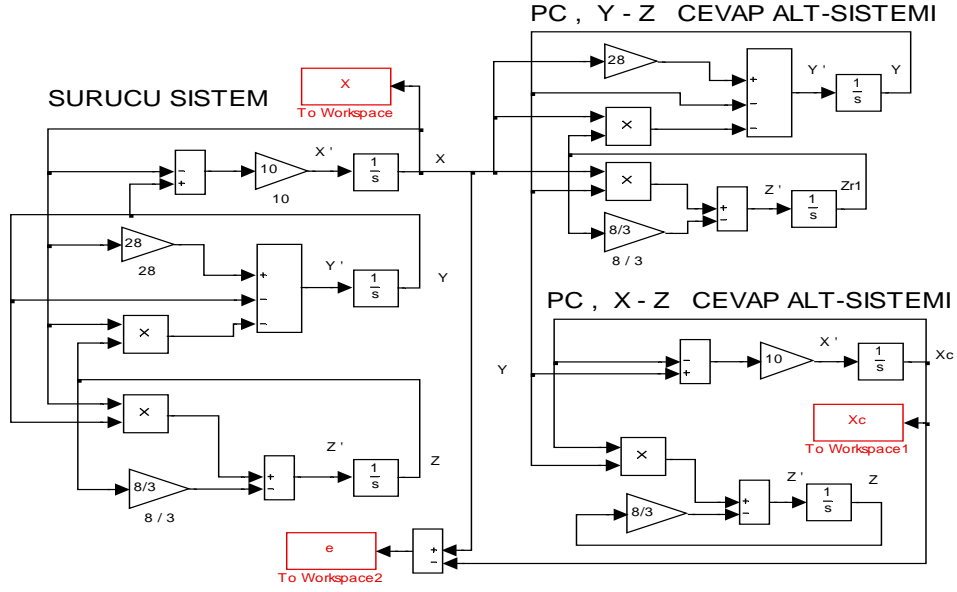 PC , Y - Z CEVAP ALT-SISTEMI
SURUCU SISTEM
X
To Workspace
28
+
−
−
Y '
1
s
Y
×
−
+
10
10
X '
1
s
X
×
+
−
Z '
1
s
Zr1
8/3
8 / 3
28
28
+
−
−
Y '
1
s
Y
×
PC , X - Z CEVAP ALT-SISTEMI
Y
−
+
10
X '
1
s
Xc
×
+
−
Z '
1
s
Z
8/3
8 / 3
Xc
To Workspace1
×
+
−
Z '
1
s
Z
8/3
e
To Workspace2
+
−